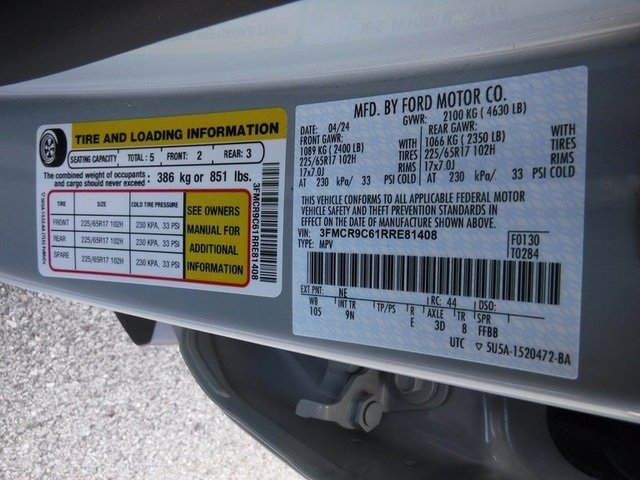 TIRE AND LOADING INFORMATION
SEATING CAPACITY TOTAL: 5 FRONT: 2 REAR: 3
The combined weight of occupants and cargo should never exceed: 386 kg or 851 lbs.
TIRE SIZE COLD TIRE PRESSURE
FRONT 225/65R17 102H 230 KPA, 33 PSI
REAR 225/65R17 102H 230 KPA, 33 PSI
SPARE 225/65R17 102H 230 KPA, 33 PSI
SEE OWNERS
MANUAL FOR
ADDITIONAL
INFORMATION
3FMCR9C61RRE81408
MFD. BY FORD MOTOR CO.
DATE: 04/24 GVWR: 2100 KG ( 4630 LB)
FRONT GAWR: REAR GAWR:
1089 KG ( 2400 LB) WITH 1066 KG ( 2350 LB) WITH
225/65R17 102H TIRES 225/65R17 102H TIRES
17x7.0J RIMS 17x7.0J RIMS
AT 230 kPa/ 33 PSI COLD AT 230 kPa/ 33 PSI COLD
THIS VEHICLE CONFORMS TO ALL APPLICABLE FEDERAL MOTOR
VEHICLE SAFETY AND THEFT PREVENTION STANDARDS IN
EFFECT ON THE DATE OF MANUFACTURE SHOWN ABOVE.
VIN: 3FMCR9C61RRE81408
TYPE: MPV
F0130
T0284
EXT PNT: NE RC: 44 DSO:
WB INT TR TP/PS R AXLE TR SPR
105 9N E 3D 8 FFBB
UTC ▽ 5USA-1520472-BA